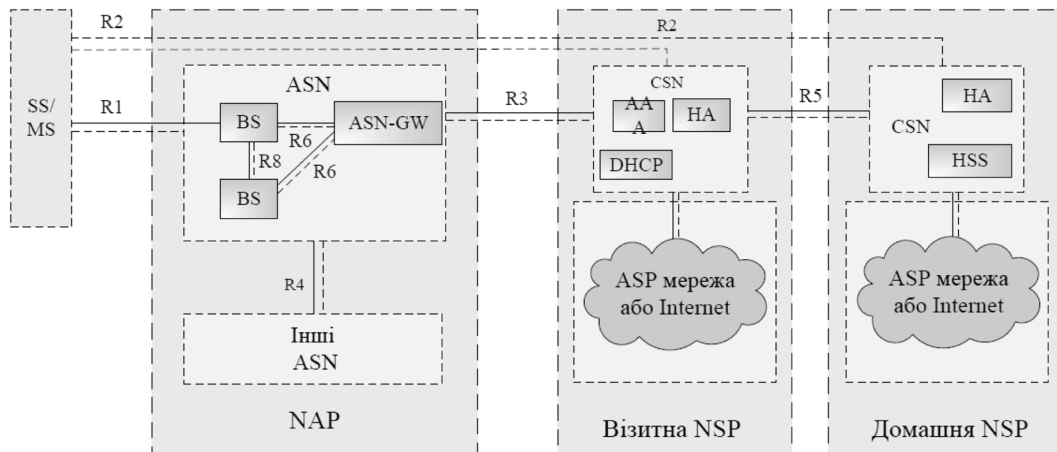 R2
R2
SS/
MS
R1
ASN
BS
ASN-GW
R6
R8
R6
BS
R4
Інші
ASN
NAP
R3
CSN
AA
A
HA
DHCP
ASP мережа
або Internet
Візитна NSP
R5
HA
CSN
HSS
ASP мережа
або Internet
Домашня NSP